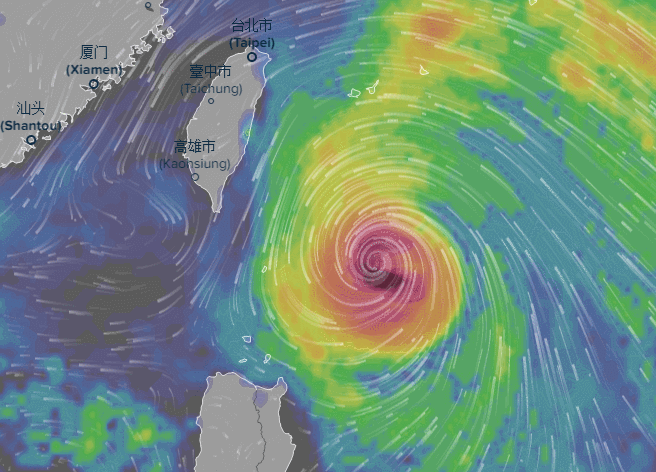 台北市
(Taipei)
厦门
(Xiamen)
臺中市
(Taichung)
汕头
(Shantou)
高雄市
(Kaohsiung)